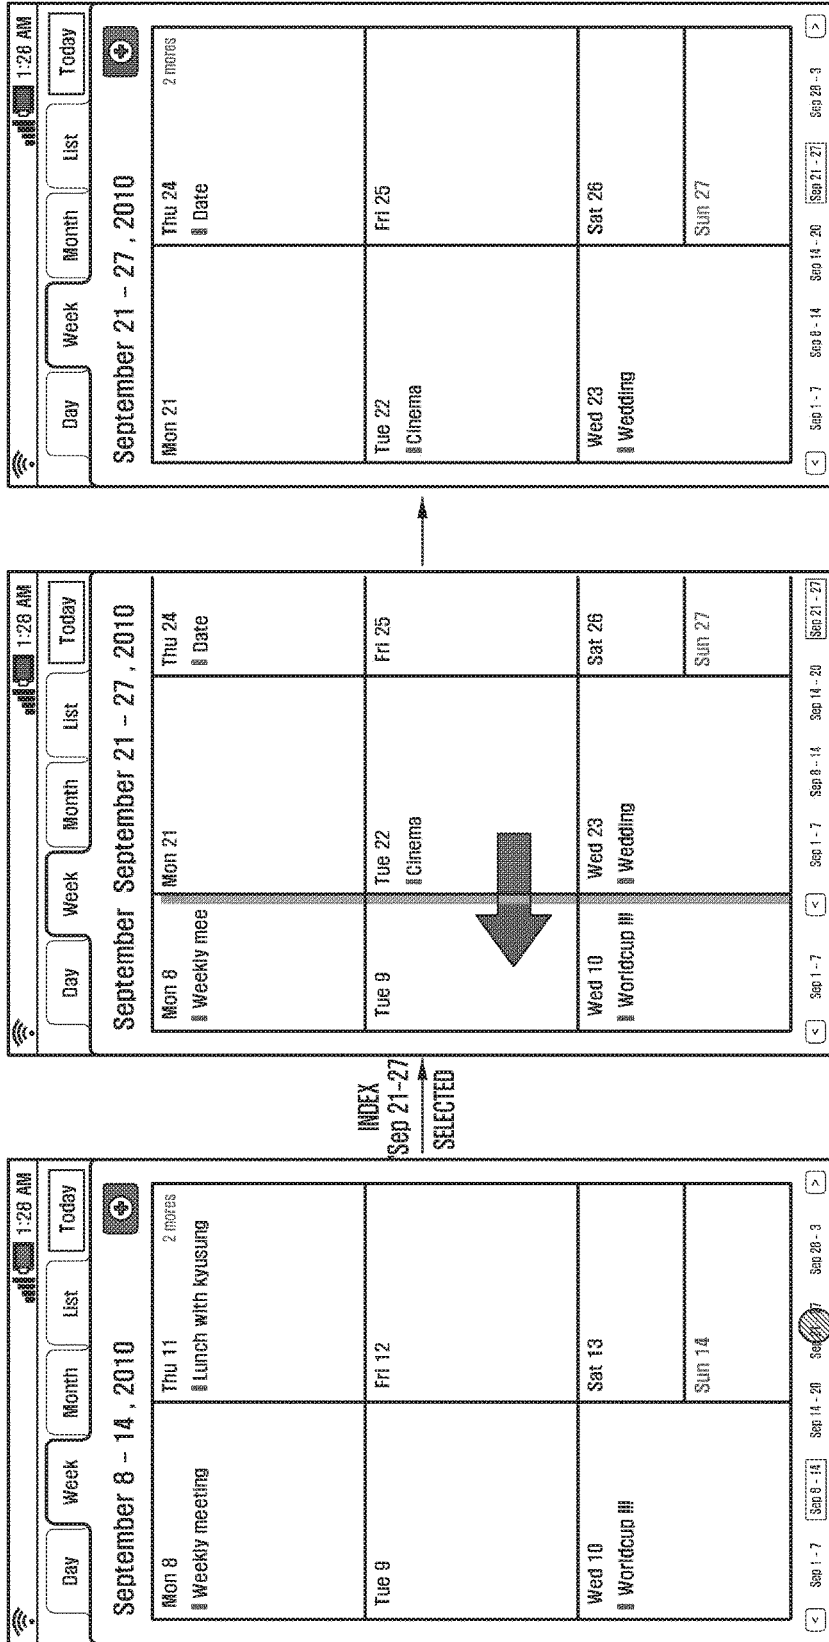 1:28 AM
Day Week Month List Today
September 8 - 14 , 2010
Mon 8
Weekly meeting
Thu 11 2 mores
Lunch with kyusung
Tue 9
Fri 12
Wed 10
Worldcup !!!
Sat 13
Sun 14
< Sep 1 - 7 Sep 8 - 14 Sep 14 - 20 Sep 21 - 27 Sep 28 - 3 >
INDEX
'Sep 21-27'
SELECTED
1:28 AM
Day Week Month List Today
September September 21 - 27 , 2010
Mon 8
Weekly mee
Mon 21
Thu 24
Date
Tue 9
Tue 22
Cinema
Fri 25
Wed 10
Worldcup !!!
Wed 23
Wedding
Sat 26
Sun 27
< Sep 1 - 7 < Sep 1 - 7 Sep 8 - 14 Sep 14 - 20 Sep 21 - 27
1:28 AM
Day Week Month List Today
September 21 - 27 , 2010
Mon 21
Thu 24 2 mores
Date
Tue 22
Cinema
Fri 25
Wed 23
Wedding
Sat 26
Sun 27
< Sep 1 - 7 Sep 8 - 14 Sep 14 - 20 Sep 21 - 27 Sep 28 - 3 >